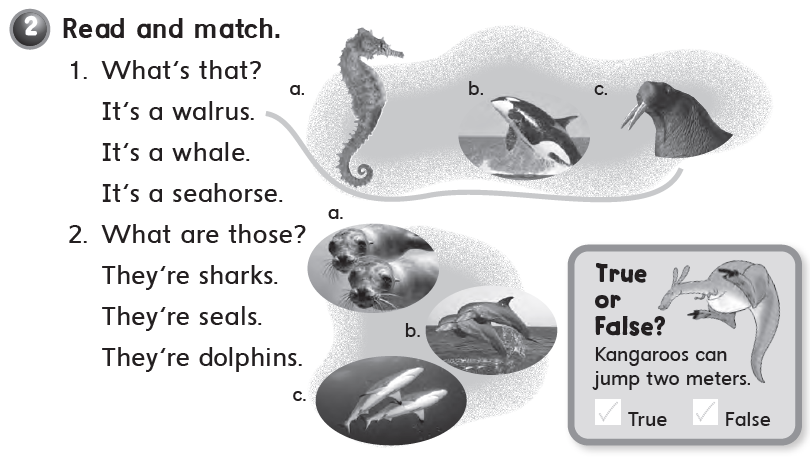 2 Read and match.
1. What's that?
It's a walrus.
It's a whale.
It's a seahorse.
a.
b.
c.
2. What are those?
They're sharks.
They're seals.
They're dolphins.
a.
b.
c.
True
or
False?
Kangaroos can
jump two meters.
True False